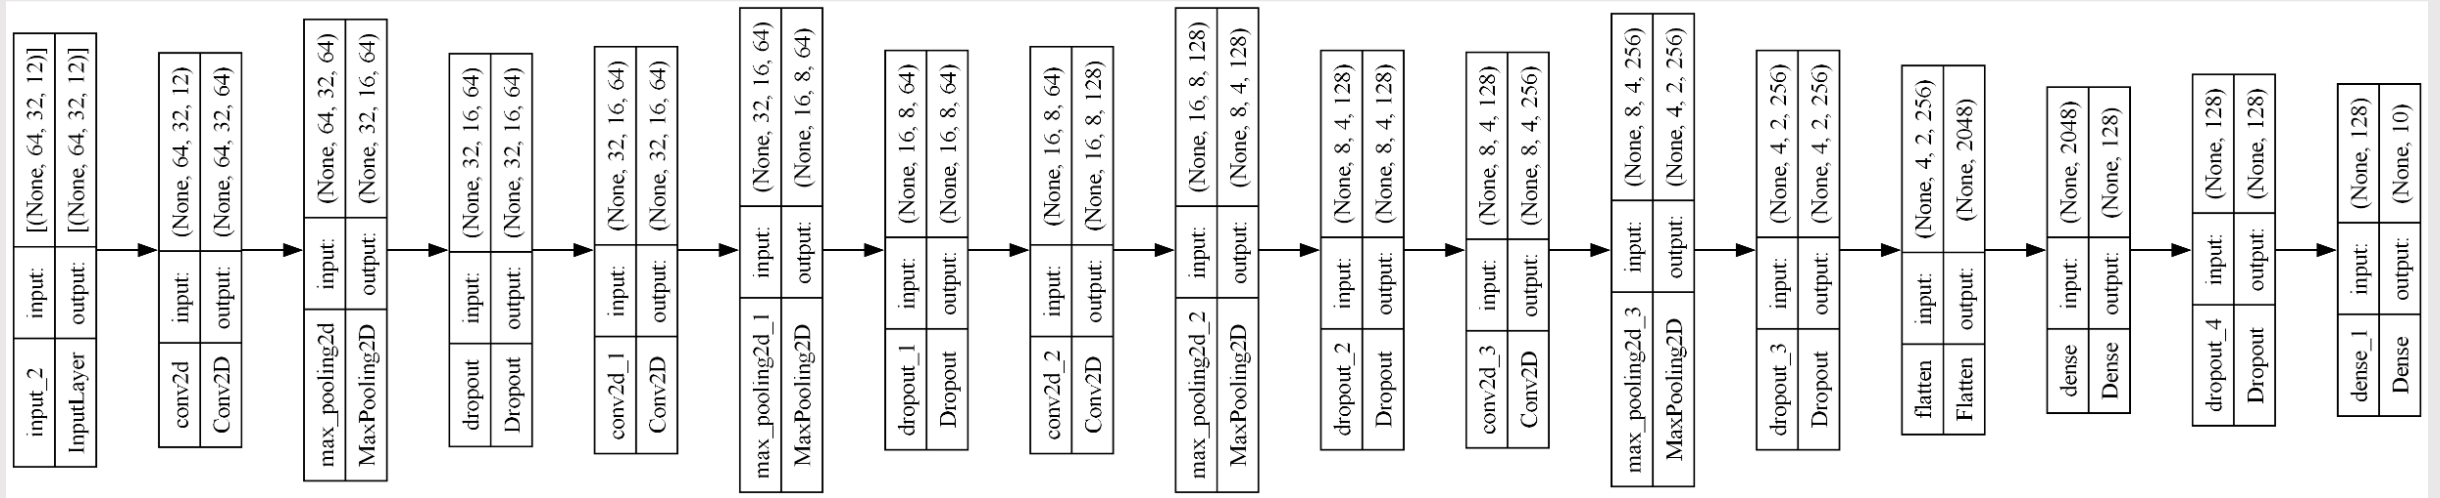 input_2 input: [(None, 64, 32, 12)]
InputLayer output: [(None, 64, 32, 12)]
conv2d input: (None, 64, 32, 12)
Conv2D output: (None, 64, 32, 64)
max_pooling2d input: (None, 64, 32, 64)
MaxPooling2D output: (None, 32, 16, 64)
dropout input: (None, 32, 16, 64)
Dropout output: (None, 32, 16, 64)
conv2d_1 input: (None, 32, 16, 64)
Conv2D output: (None, 32, 16, 64)
max_pooling2d_1 input: (None, 32, 16, 64)
MaxPooling2D output: (None, 16, 8, 64)
dropout_1 input: (None, 16, 8, 64)
Dropout output: (None, 16, 8, 64)
conv2d_2 input: (None, 16, 8, 64)
Conv2D output: (None, 16, 8, 128)
max_pooling2d_2 input: (None, 16, 8, 128)
MaxPooling2D output: (None, 8, 4, 128)
dropout_2 input: (None, 8, 4, 128)
Dropout output: (None, 8, 4, 128)
conv2d_3 input: (None, 8, 4, 128)
Conv2D output: (None, 8, 4, 256)
max_pooling2d_3 input: (None, 8, 4, 256)
MaxPooling2D output: (None, 4, 2, 256)
dropout_3 input: (None, 4, 2, 256)
Dropout output: (None, 4, 2, 256)
flatten input: (None, 4, 2, 256)
Flatten output: (None, 2048)
dense input: (None, 2048)
Dense output: (None, 128)
dropout_4 input: (None, 128)
Dropout output: (None, 128)
dense_1 input: (None, 128)
Dense output: (None, 10)